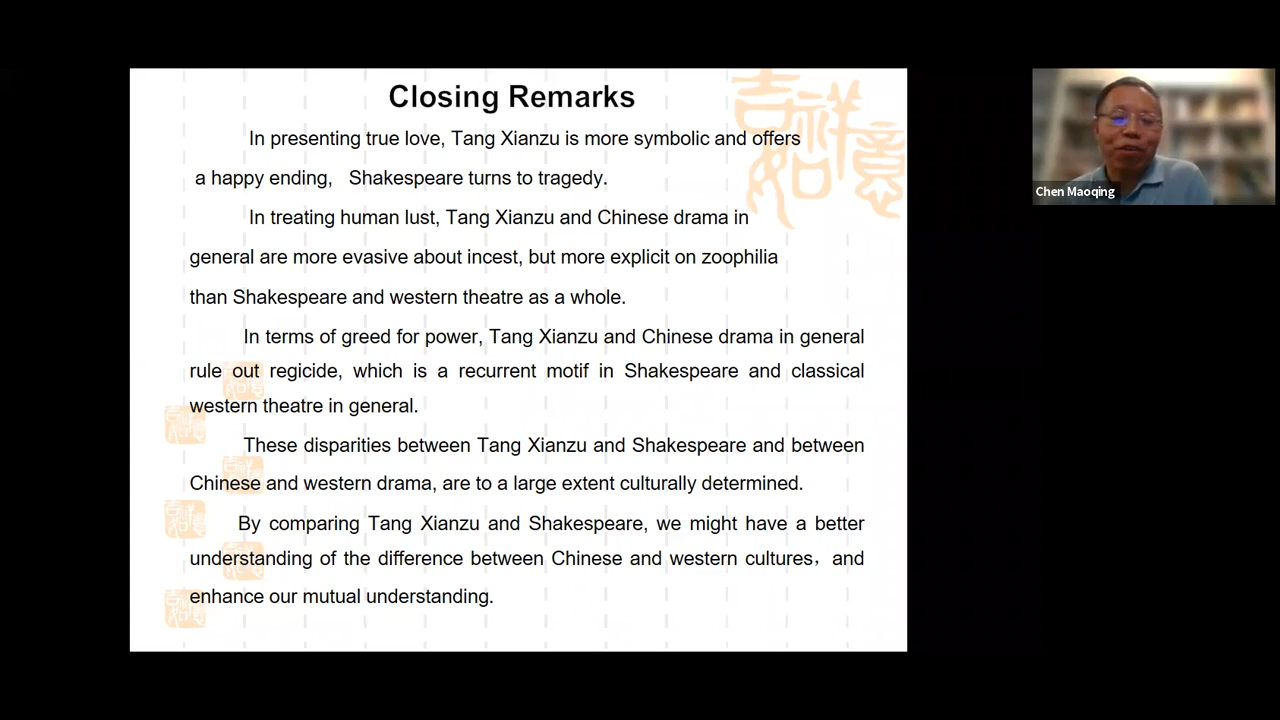 Closing Remarks
In presenting true love, Tang Xianzu is more symbolic and offers
a happy ending, Shakespeare turns to tragedy.
In treating human lust, Tang Xianzu and Chinese drama in
general are more evasive about incest, but more explicit on zoophilia
than Shakespeare and western theatre as a whole.
In terms of greed for power, Tang Xianzu and Chinese drama in general
rule out regicide, which is a recurrent motif in Shakespeare and classical
western theatre in general.
These disparities between Tang Xianzu and Shakespeare and between
Chinese and western drama, are to a large extent culturally determined.
By comparing Tang Xianzu and Shakespeare, we might have a better
understanding of the difference between Chinese and western cultures，and
enhance our mutual understanding.
吉祥
如意
Chen Maoqing